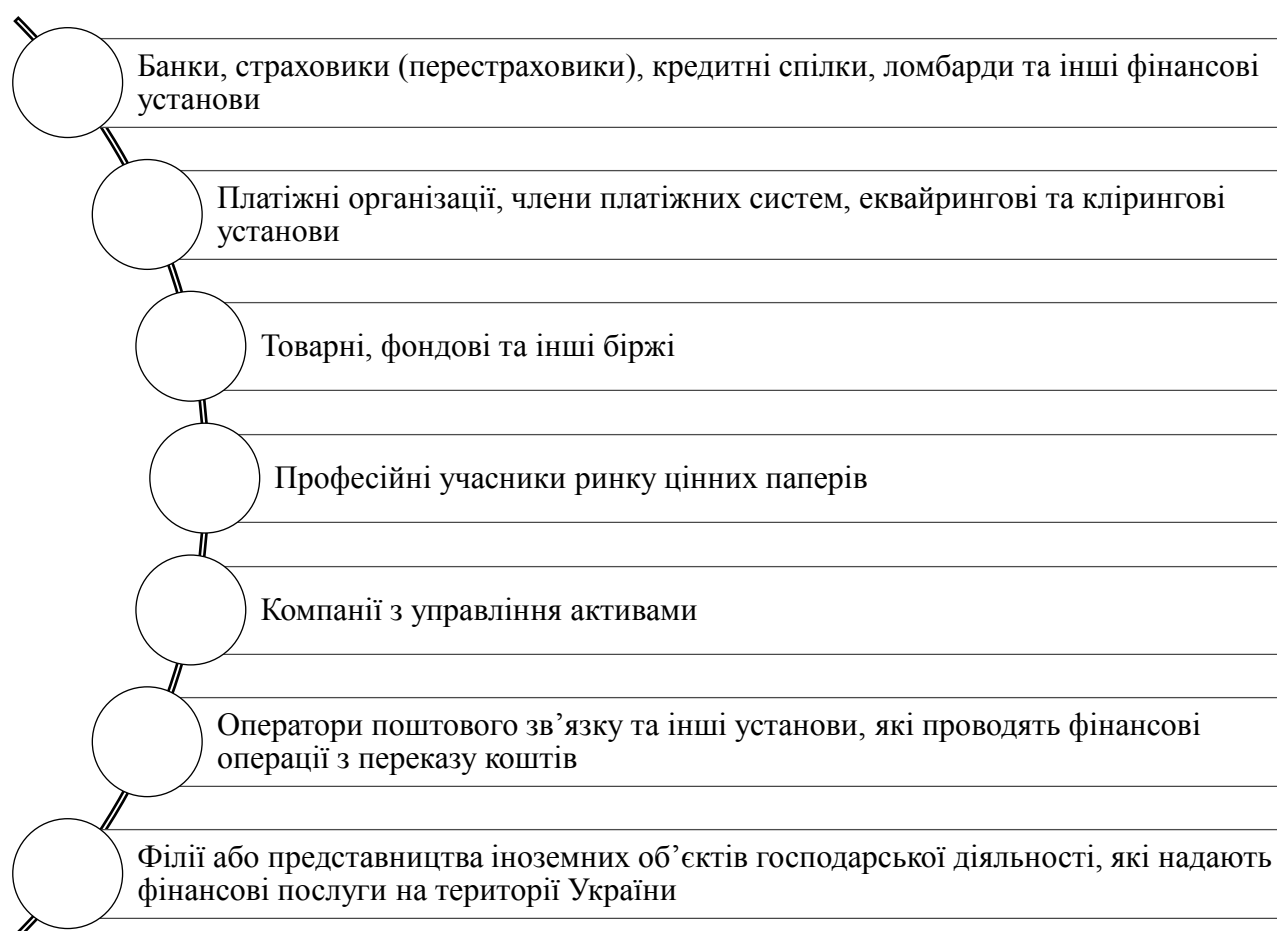 Банки, страховики (перестраховики), кредитні спілки, ломбарди та інші фінансові
установи
Платіжні організації, члени платіжних систем, еквайрингові та клірингові
установи
Товарні, фондові та інші біржі
Професійні учасники ринку цінних паперів
Компанії з управління активами
Оператори поштового зв’язку та інші установи, які проводять фінансові
операції з переказу коштів
Філії або представництва іноземних об’єктів господарської діяльності, які надають
фінансові послуги на території України